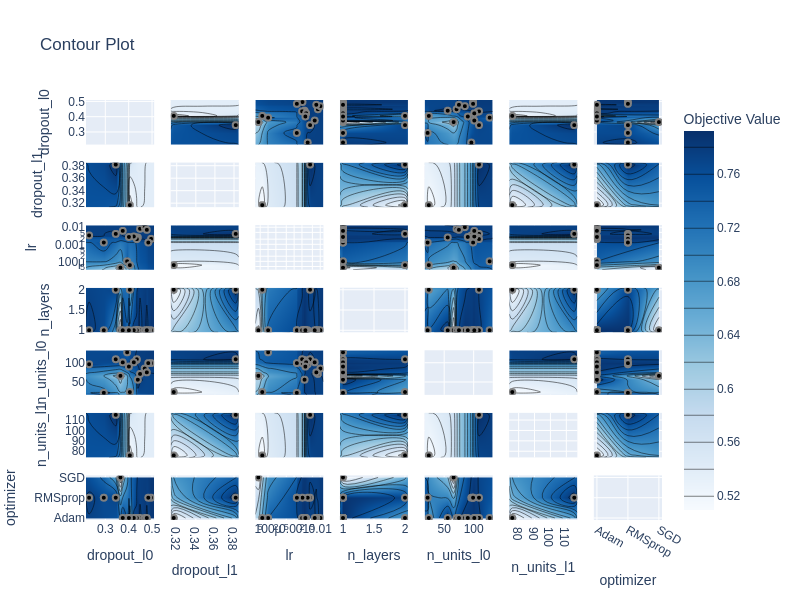 Contour Plot
Objective Value
dropout_l0
0.5
0.4
0.3
dropout_l1
0.38
0.36
0.34
0.32
lr
0.01
0.001
n_layers
2
1.5
1
n_units_l0
100
50
n_units_l1
110
100
90
80
optimizer
SGD
RMSprop
Adam
0.76
0.72
0.68
0.64
0.6
0.56
0.52
0.3 0.4 0.5
0.32 0.34 0.36 0.38
0.01
1 1.5 2
50 100
80 90 100 110
Adam RMSprop SGD
dropout_l0
dropout_l1
lr
n_layers
n_units_l0
n_units_l1
optimizer